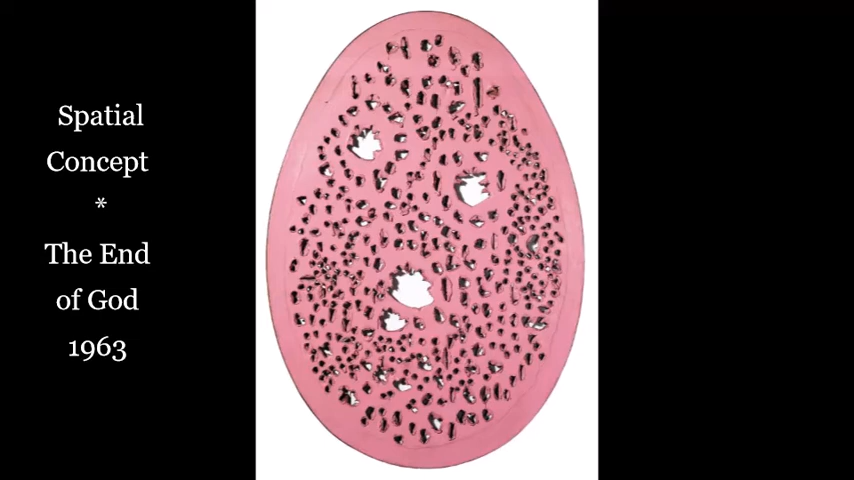 Spatial
Concept
*
The End
of God
1963